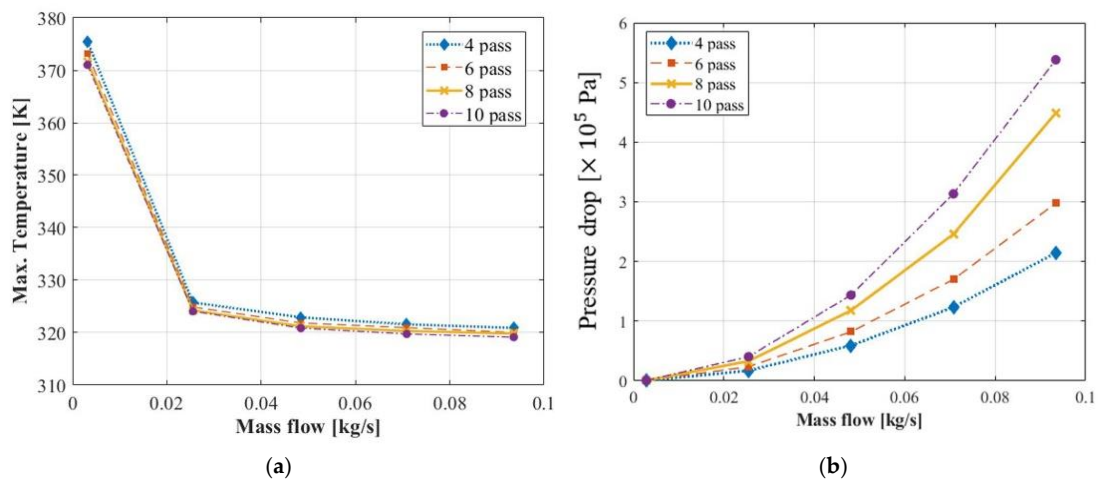 380
370
360
350
340
330
320
310
Max. Temperature [K]
4 pass
6 pass
8 pass
10 pass
0
0.02
0.04
0.06
0.08
0.1
Mass flow [kg/s]
(a)
6
5
4
3
2
1
0
Pressure drop [× 10⁵ Pa]
4 pass
6 pass
8 pass
10 pass
0
0.02
0.04
0.06
0.08
0.1
Mass flow [kg/s]
(b)